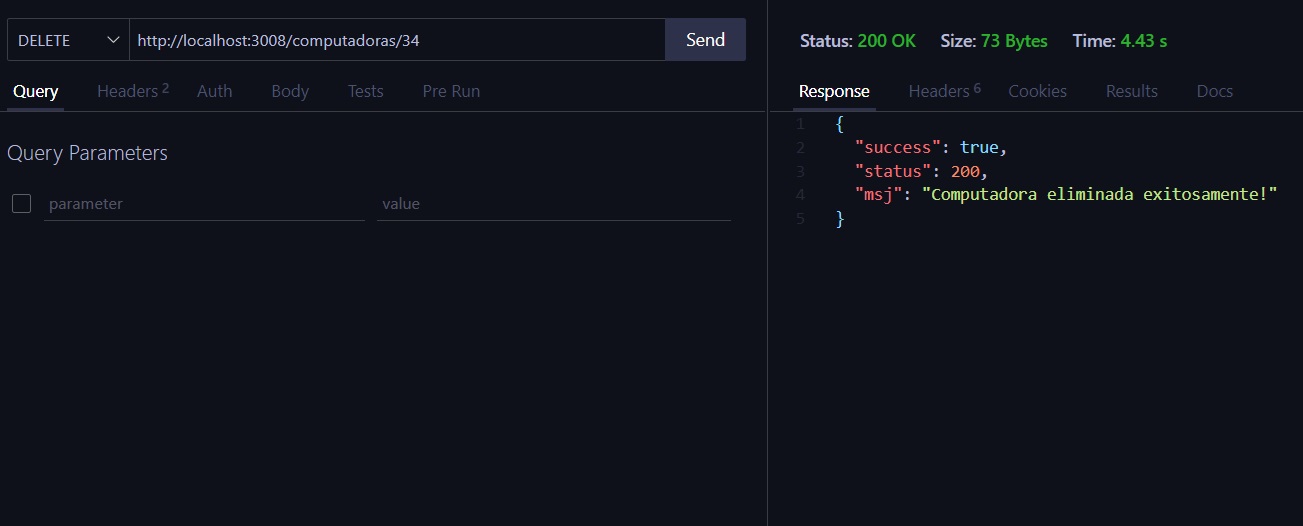 DELETE http://localhost:3008/computadoras/34 Send
Query Headers 2 Auth Body Tests Pre Run
Query Parameters
parameter value
Status: 200 OK Size: 73 Bytes Time: 4.43 s
Response Headers 6 Cookies Results Docs
1 {
2 "success": true,
3 "status": 200,
4 "msj": "Computadora eliminada exitosamente!"
5 }